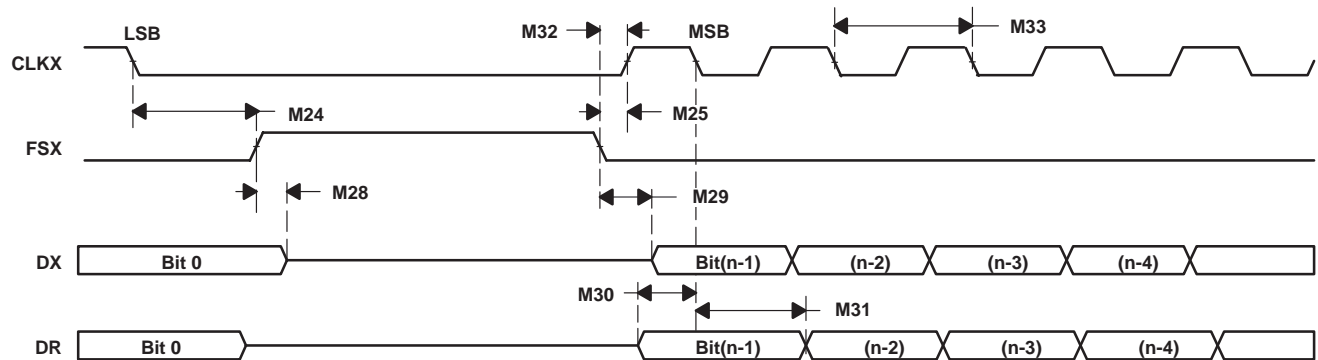 LSB M32 MSB M33
CLKX
M24 M25
FSX
M28 M29
DX Bit 0 Bit(n-1) (n-2) (n-3) (n-4)
M30 M31
DR Bit 0 Bit(n-1) (n-2) (n-3) (n-4)